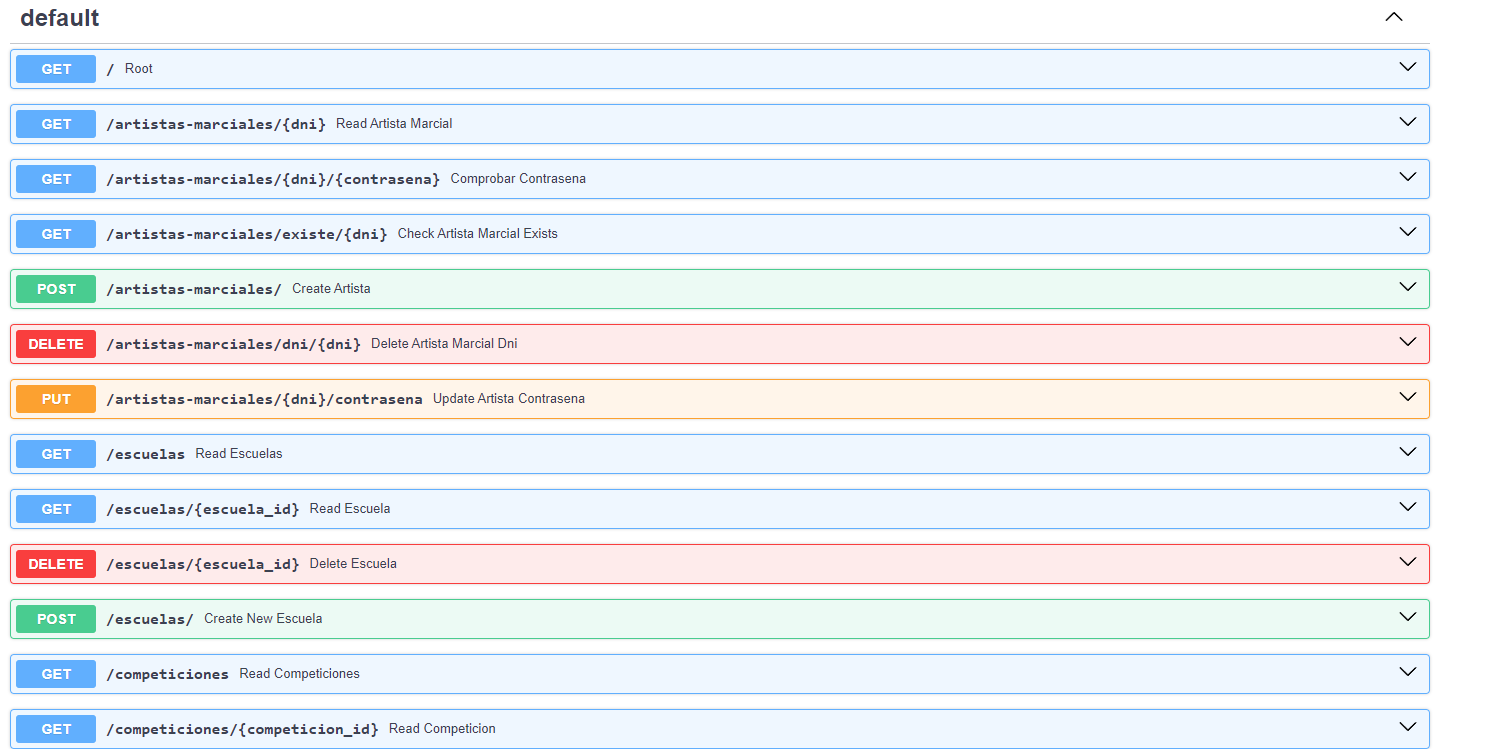 default
GET / Root
GET /artistas-marciales/{dni} Read Artista Marcial
GET /artistas-marciales/{dni}/{contrasena} Comprobar Contrasena
GET /artistas-marciales/existe/{dni} Check Artista Marcial Exists
POST /artistas-marciales/ Create Artista
DELETE /artistas-marciales/dni/{dni} Delete Artista Marcial Dni
PUT /artistas-marciales/{dni}/contrasena Update Artista Contrasena
GET /escuelas Read Escuelas
GET /escuelas/{escuela_id} Read Escuela
DELETE /escuelas/{escuela_id} Delete Escuela
POST /escuelas/ Create New Escuela
GET /competiciones Read Competiciones
GET /competiciones/{competicion_id} Read Competicion